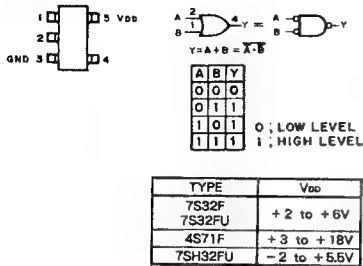 1 5 VDD
2
GND 3 4
A 2 4 Y = A Y
B 1 B
Y=A+B = A̅·B̅
A B Y
0 0 0
0 1 1
1 0 1
1 1 1
0 ; LOW LEVEL
1 ; HIGH LEVEL
TYPE VDD
7S32F
7S32FU +2 to +6V
4S71F +3 to +18V
7SH32FU -2 to +5.5V